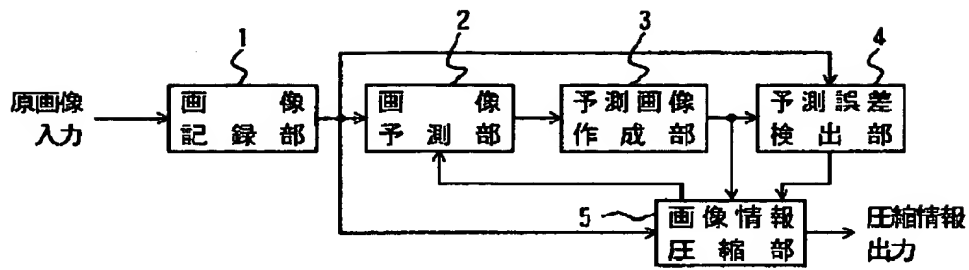 1
2
3
4
原画像
入力
画像
記録部
画像
予測部
予測画像
作成部
予測誤差
検出部
5
画像情報
圧縮部
圧縮情報
出力